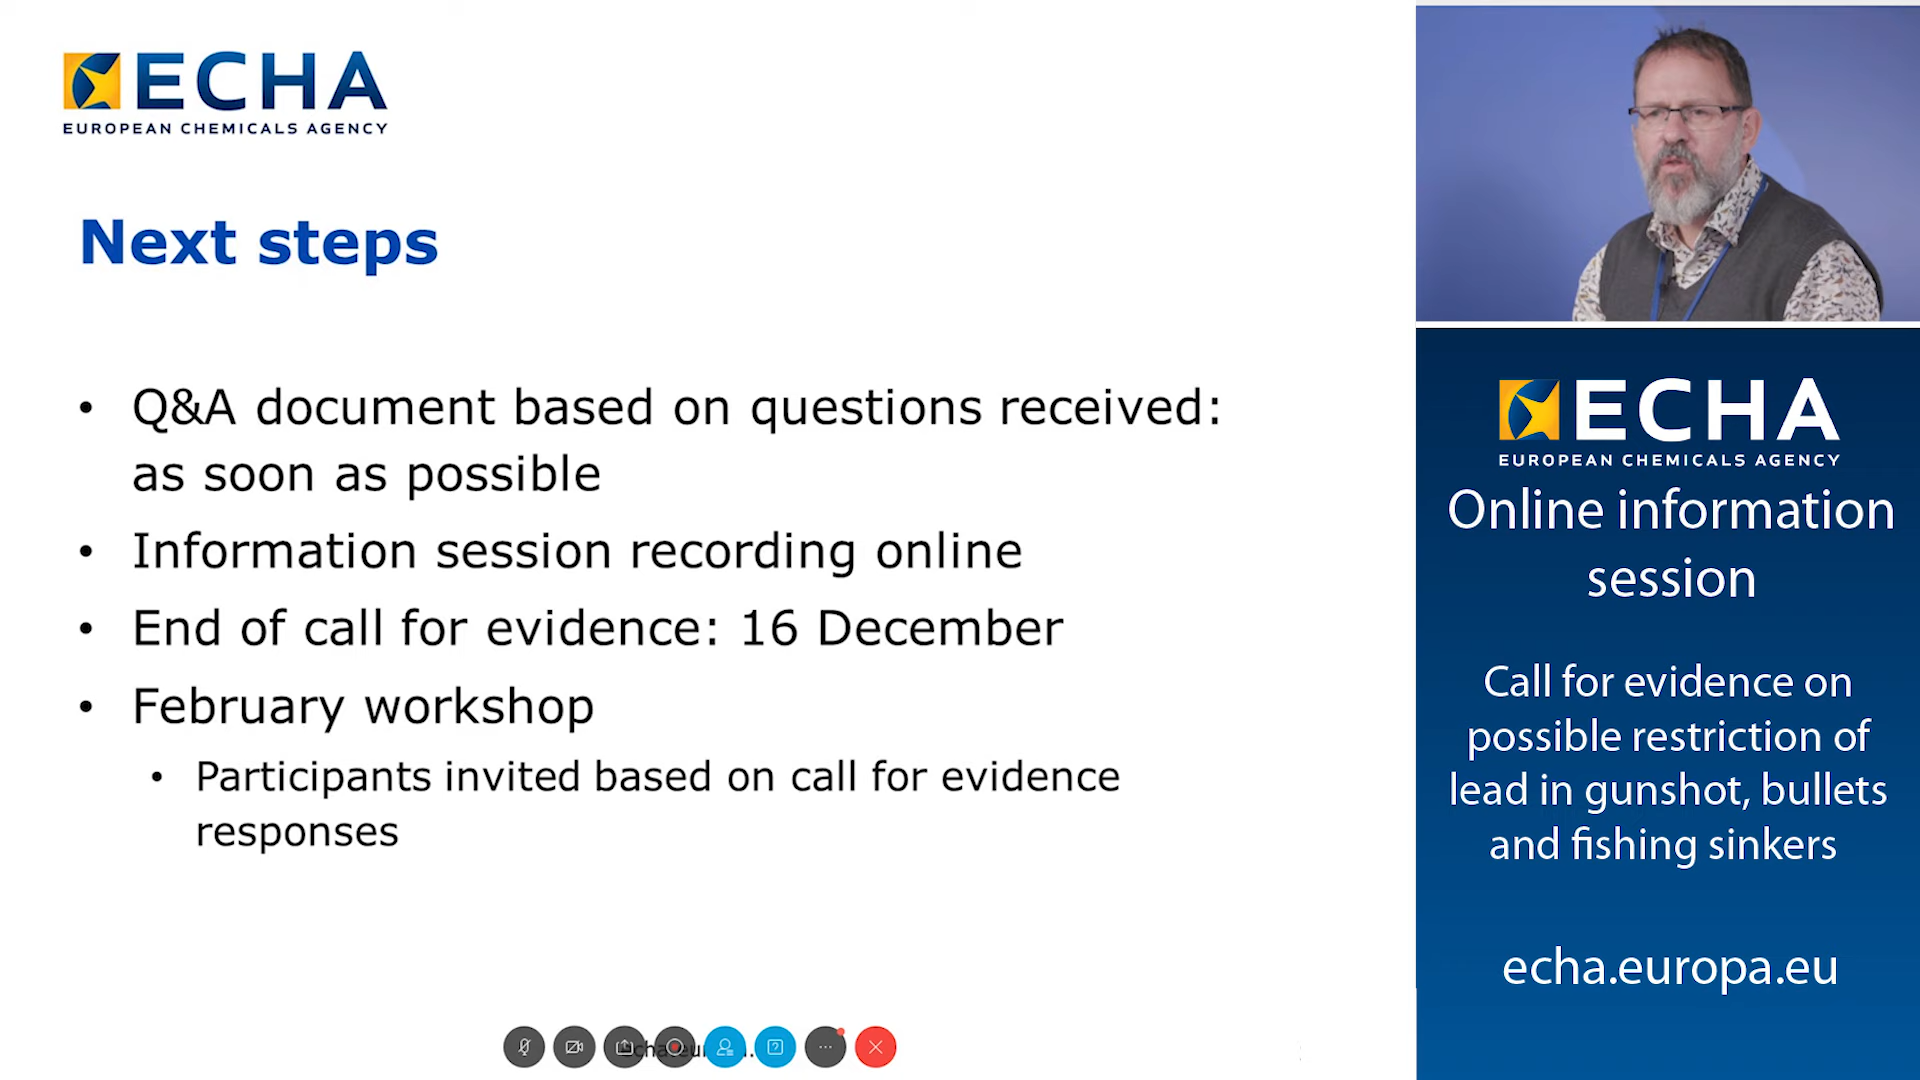 ECHA
EUROPEAN CHEMICALS AGENCY
Next steps
• Q&A document based on questions received:
as soon as possible
• Information session recording online
• End of call for evidence: 16 December
• February workshop
• Participants invited based on call for evidence
responses
ECHA
EUROPEAN CHEMICALS AGENCY
Online information
session
Call for evidence on
possible restriction of
lead in gunshot, bullets
and fishing sinkers
echa.europa.eu